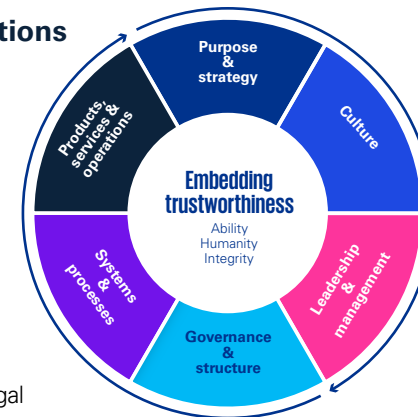 tions
Purpose
&
strategy
Culture
Leadership
&
management
Governance
&
structure
Systems
&
processes
Products,
services &
operations
Embedding
trustworthiness
Ability
Humanity
Integrity
gal